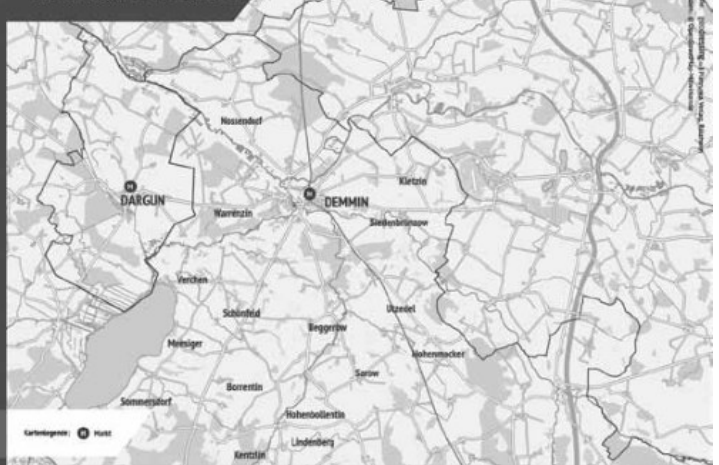 Nossendorf
Kletzin
DARGUN
DEMMIN
Warrenzin
Siedenbrünzow
Verchen
Utzedel
Schönfeld
Beggerow
Meesiger
Hohenmocker
Sarow
Borrentin
Sommersdorf
Hohenbollentin
Kartenlegende: M Markt
Lindenberg
Kentzlin